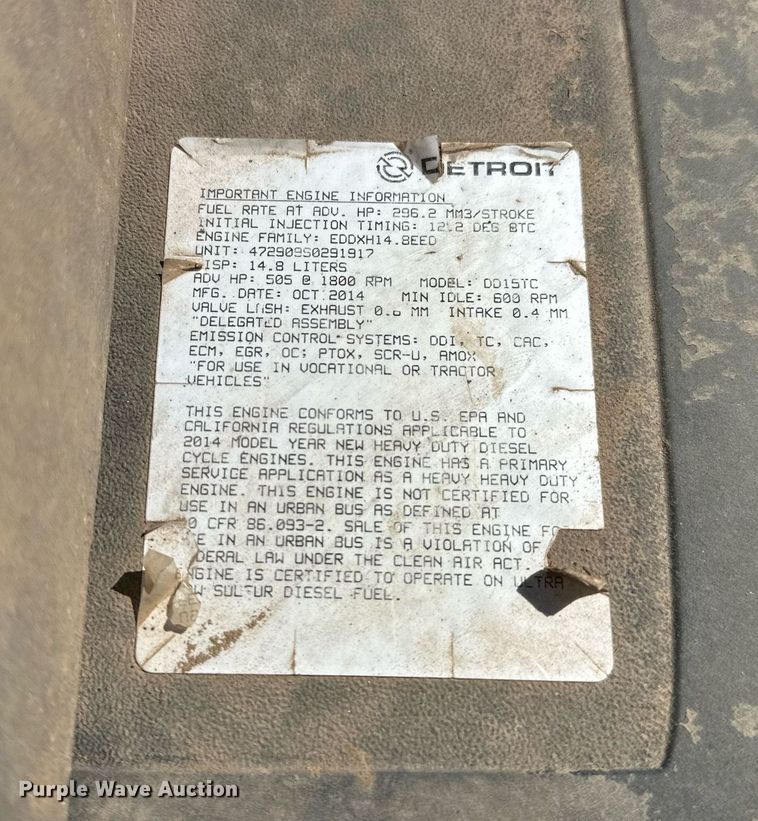 DETROIT
IMPORTANT ENGINE INFORMATION
FUEL RATE AT ADV. HP: 296.2 MM3/STROKE
INITIAL INJECTION TIMING: 12.2 DEG BTC
ENGINE FAMILY: EDDXH14.8EED
UNIT: 472909S0291917
DISP: 14.8 LITERS
ADV HP: 505 @ 1800 RPM MODEL: DD15TC
MFG. DATE: OCT 2014 MIN IDLE: 600 RPM
VALVE LASH: EXHAUST MM INTAKE 0.4 MM
"DELEGATED ASSEMBLY"
EMISSION CONTROL SYSTEMS: DDI, TC, CAC,
ECM, EGR, OC; PTOX, SCR-U, AMOX
"FOR USE IN VOCATIONAL OR TRACTOR
VEHICLES"
THIS ENGINE CONFORMS TO U.S. EPA AND
CALIFORNIA REGULATIONS APPLICABLE TO
2014 MODEL YEAR NEW HEAVY DUTY DIESEL
CYCLE ENGINES. THIS ENGINE HAS A PRIMARY
SERVICE APPLICATION AS A HEAVY HEAVY DUTY
ENGINE. THIS ENGINE IS NOT CERTIFIED FOR
USE IN AN URBAN BUS AS DEFINED AT
CFR 86.093-2. SALE OF THIS ENGINE
IN AN URBAN BUS IS A VIOLATION OF
FEDERAL LAW UNDER THE CLEAN AIR ACT.
ENGINE IS CERTIFIED TO OPERATE ON ULTRA
SULFUR DIESEL FUEL.
Purple Wave Auction